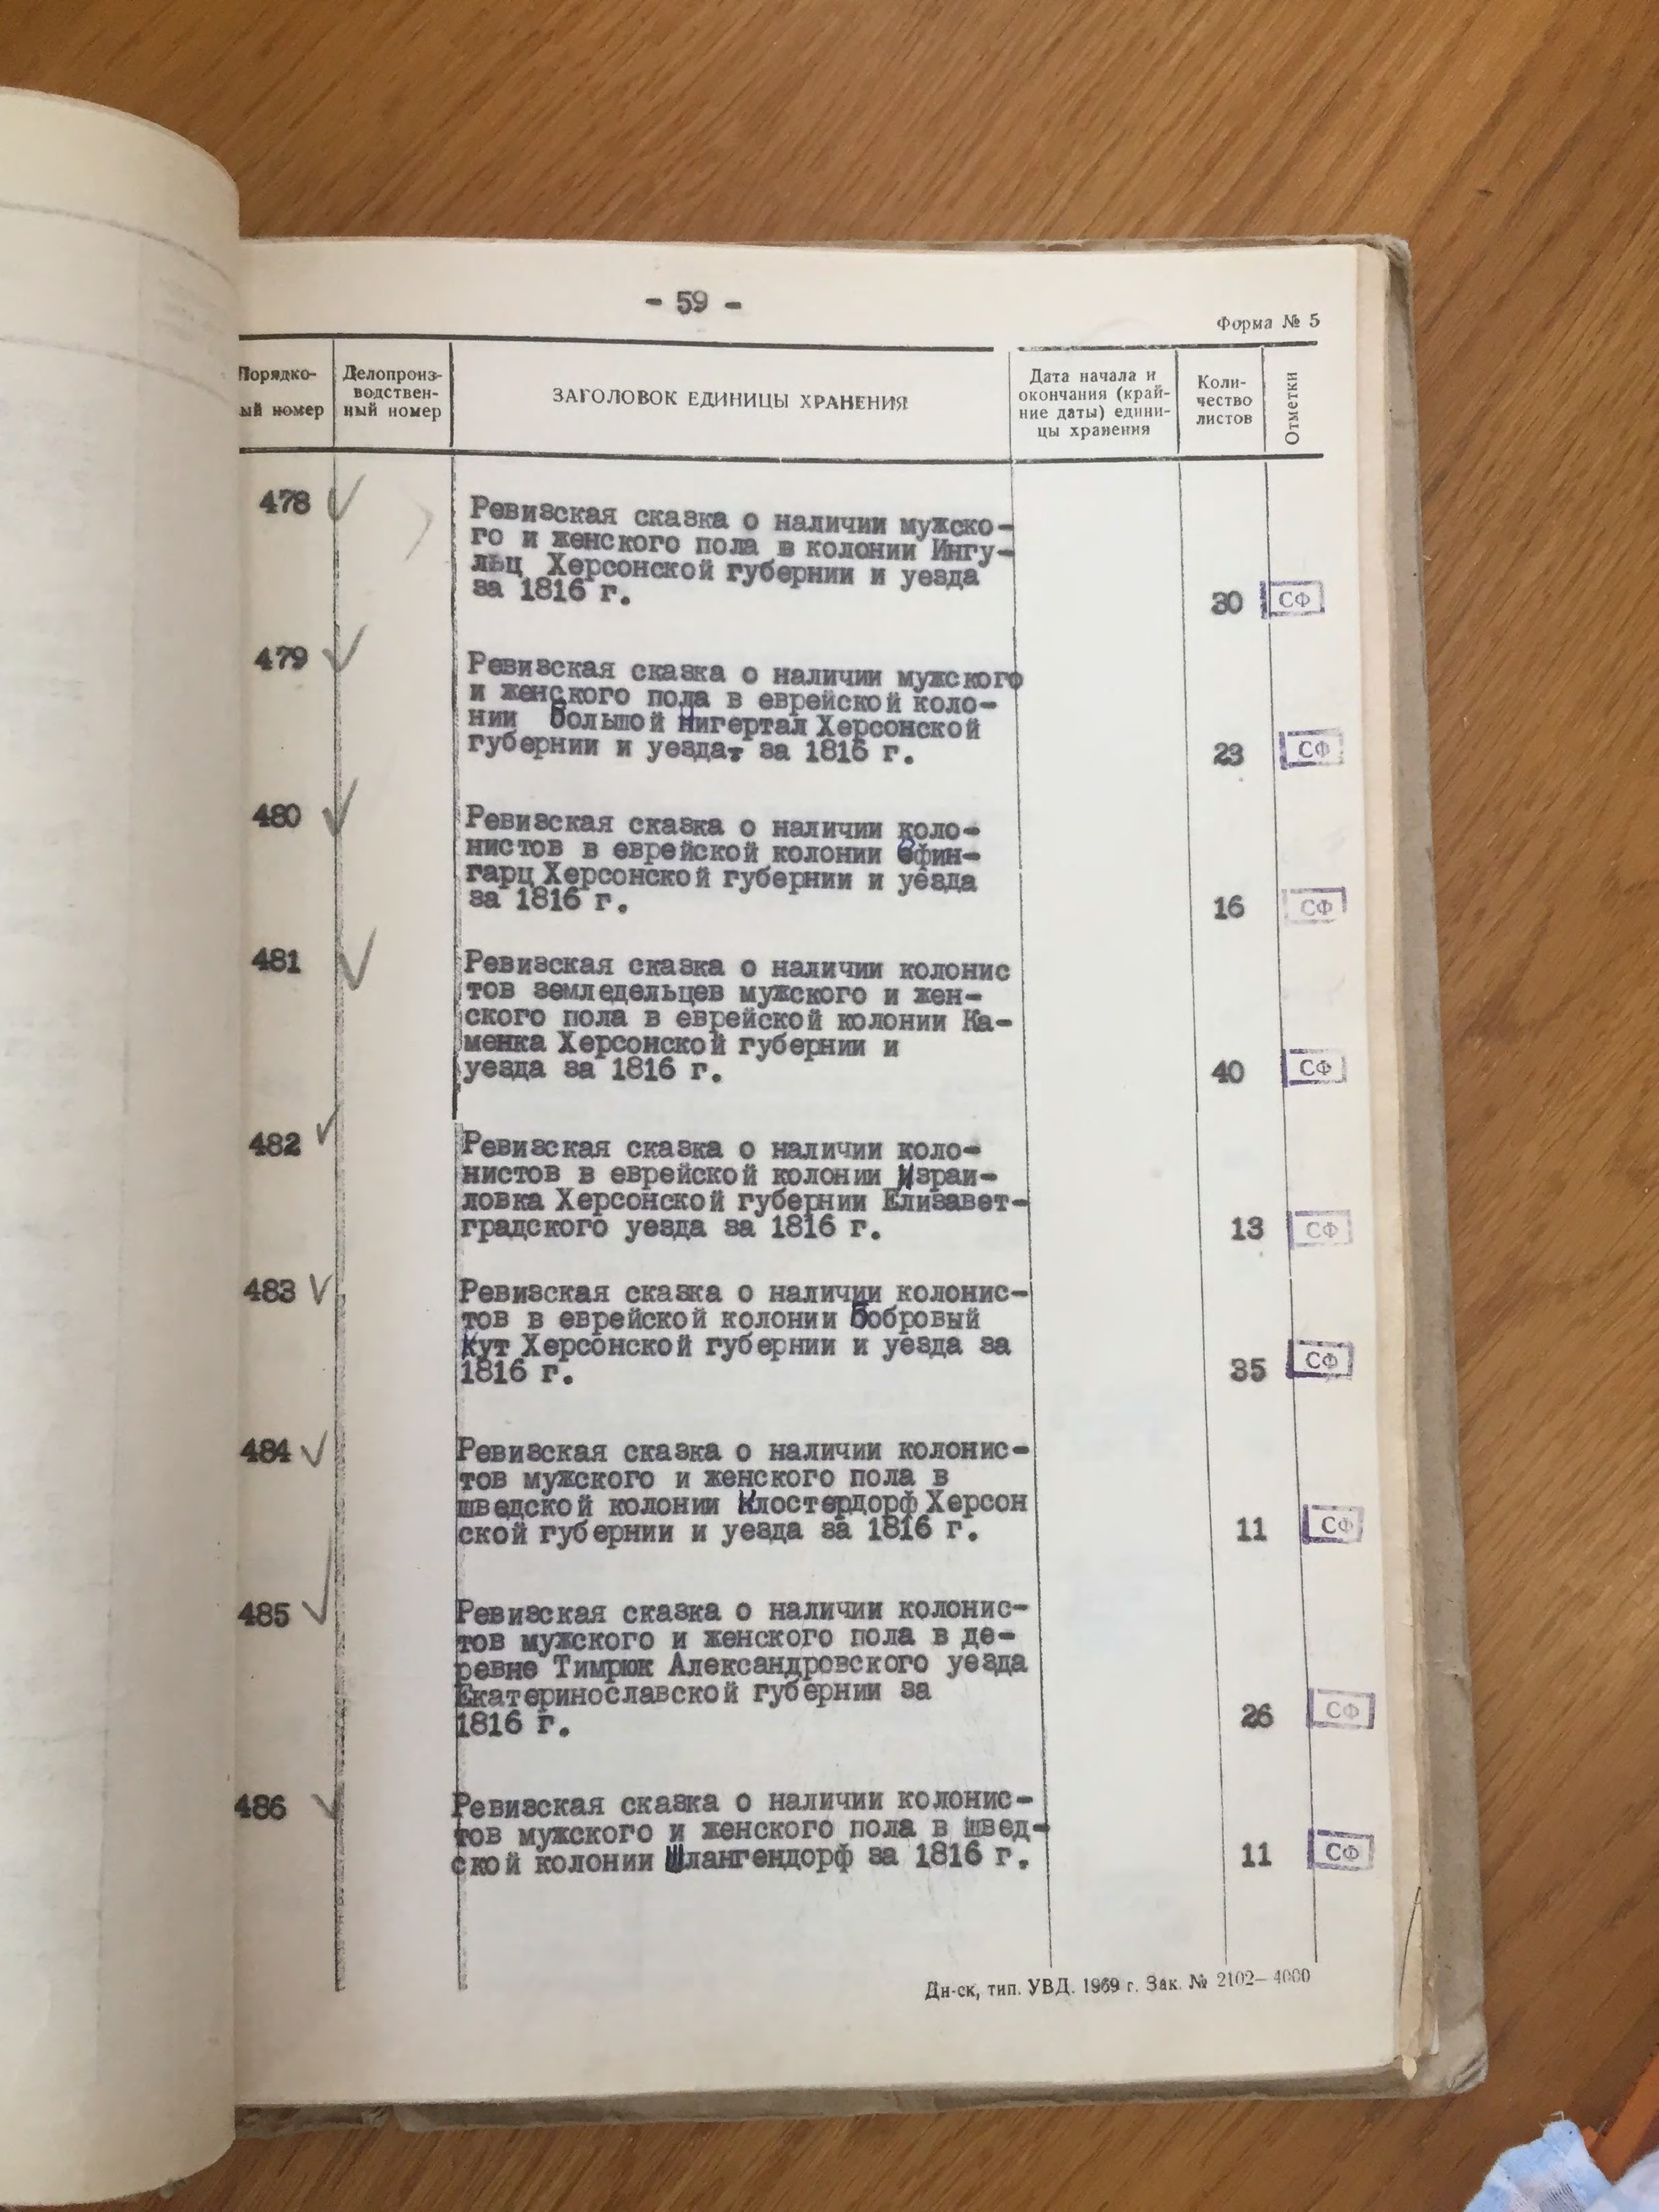 - 59 -
Форма № 5
Порядко-
ый номер
Делопроиз-
водствен-
ный номер
ЗАГОЛОВОК ЕДИНИЦЫ ХРАНЕНИЯ
Дата начала и
окончания (край-
ние даты) едини-
цы хранения
Коли-
чество
листов
Отметки
478
Ревизская сказка о наличии мужско-
го и женского пола в колонии Ингу-
льц Херсонской губернии и уезда
за 1816 г.
30 СФ
479
Ревизская сказка о наличии мужского
и женского пола в еврейской коло-
нии Большой Нигертал Херсонской
губернии и уезда, за 1816 г.
23 СФ
480
Ревизская сказка о наличии коло-
нистов в еврейской колонии Ефин-
гарц Херсонской губернии и уезда
за 1816 г.
16 СФ
481
Ревизская сказка о наличии колонис
тов земледельцев мужского и жен-
ского пола в еврейской колонии Ка-
менка Херсонской губернии и
уезда за 1816 г.
40 СФ
482
Ревизская сказка о наличии коло-
нистов в еврейской колонии Израи-
ловка Херсонской губернии Елизавет-
градского уезда за 1816 г.
13 СФ
483
Ревизская сказка о наличии колонис-
тов в еврейской колонии Бобровый
Кут Херсонской губернии и уезда за
1816 г.
35 СФ
484
Ревизская сказка о наличии колонис-
тов мужского и женского пола в
шведской колонии Клостердорф Херсон
ской губернии и уезда за 1816 г.
11 СФ
485
Ревизская сказка о наличии колонис-
тов мужского и женского пола в де-
ревне Тимрюк Александровского уезда
Екатеринославской губернии за
1816 г.
26 СФ
486
Ревизская сказка о наличии колонис-
тов мужского и женского пола в швед-
ской колонии Шлангендорф за 1816 г.
11 СФ
Дн-ск, тип. УВД. 1969 г. Зак. № 2102—4000